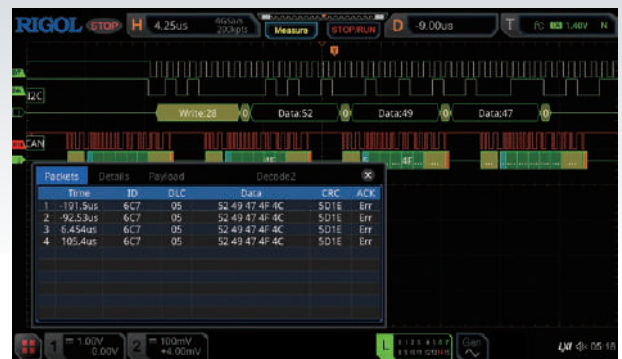 RIGOL STOP H 4.25us 4GSa/s 200kpts Measure STOP/RUN D -9.00us T fC 1.40V N
I2C
Write:28 0 Data:52 0 Data:49 0 Data:47 0
CAN
4F
Packets Details Payload Decode2
Time ID DLC Data CRC ACK
1 -191.5us 6C7 05 52 49 47 4F 4C 5D1E Err
2 -92.53us 6C7 05 52 49 47 4F 4C 5D1E Err
3 6.454us 6C7 05 52 49 47 4F 4C 5D1E Err
4 105.4us 6C7 05 52 49 47 4F 4C 5D1E Err
1 1.00V 0.00V 2 100mV +4.00mV L Gen LXI 05:18